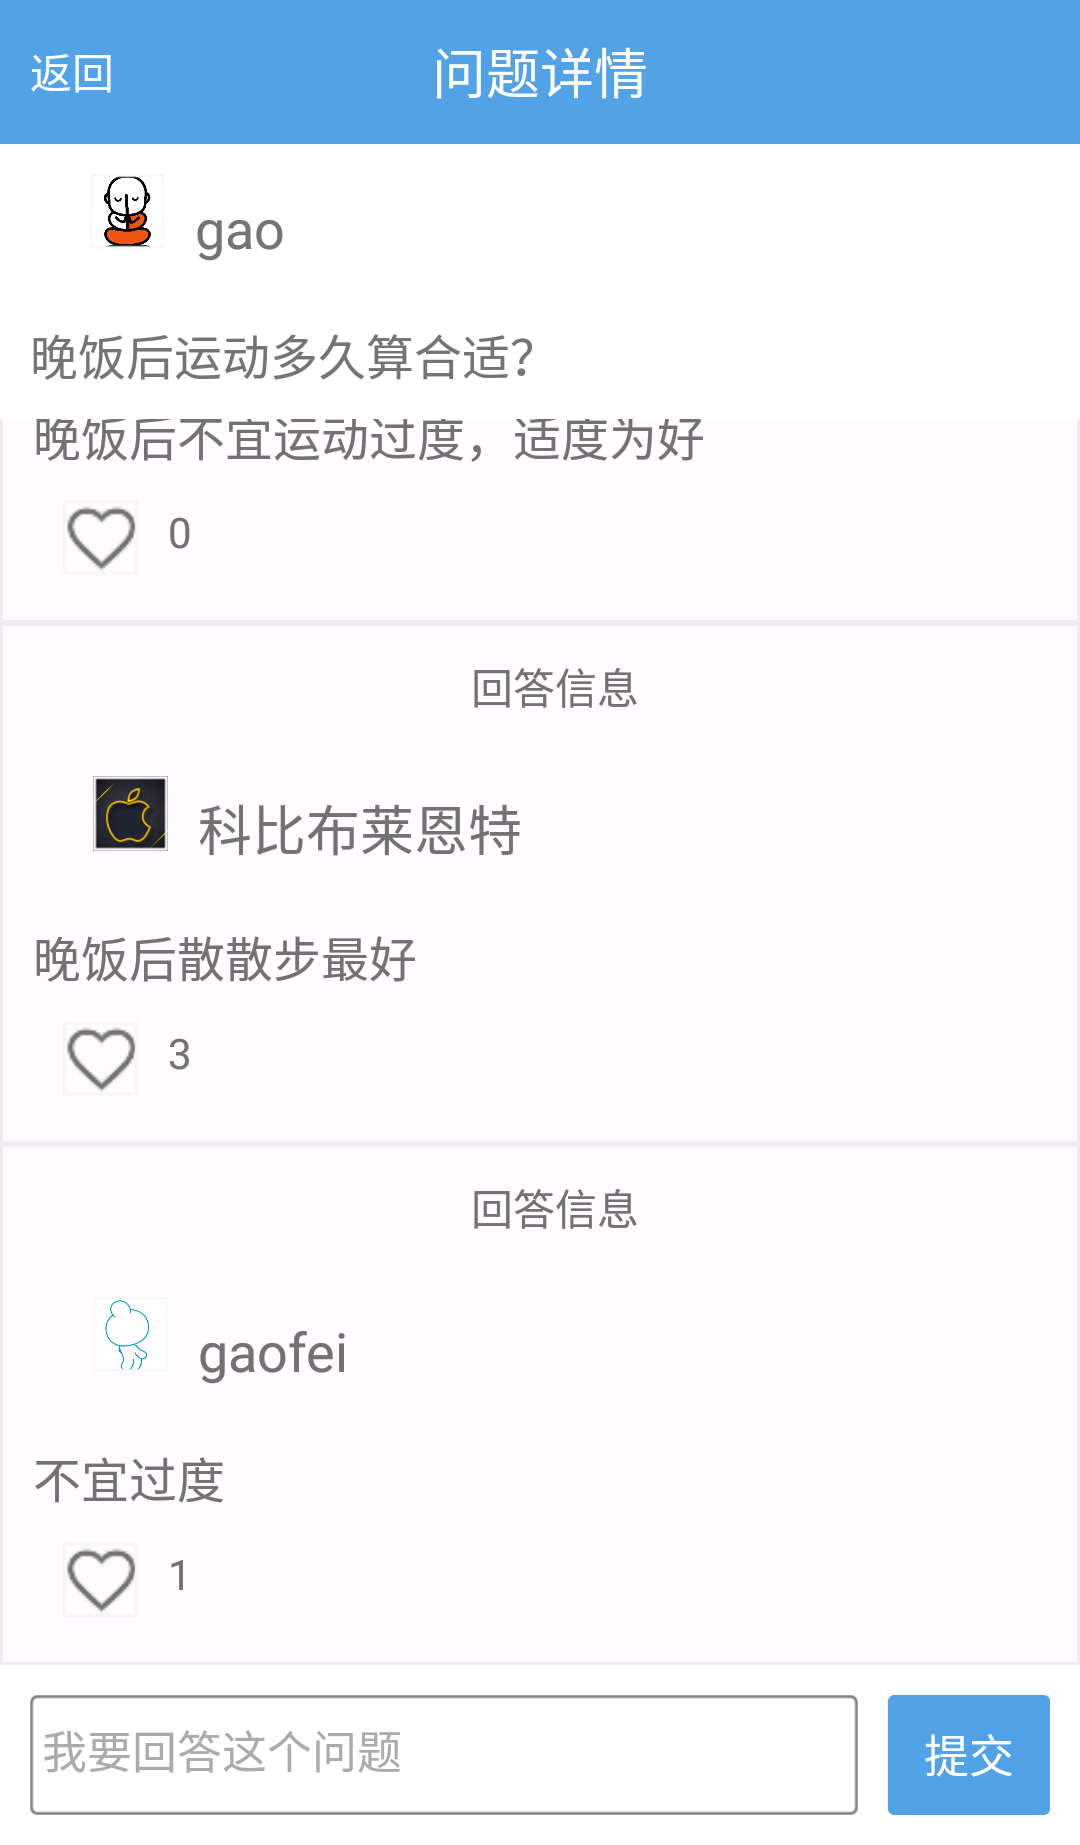 返回
问题详情
gao
晚饭后运动多久算合适？
晚饭后不宜运动过度，适度为好
0
回答信息
科比布莱恩特
晚饭后散散步最好
3
回答信息
gaofei
不宜过度
1
我要回答这个问题
提交